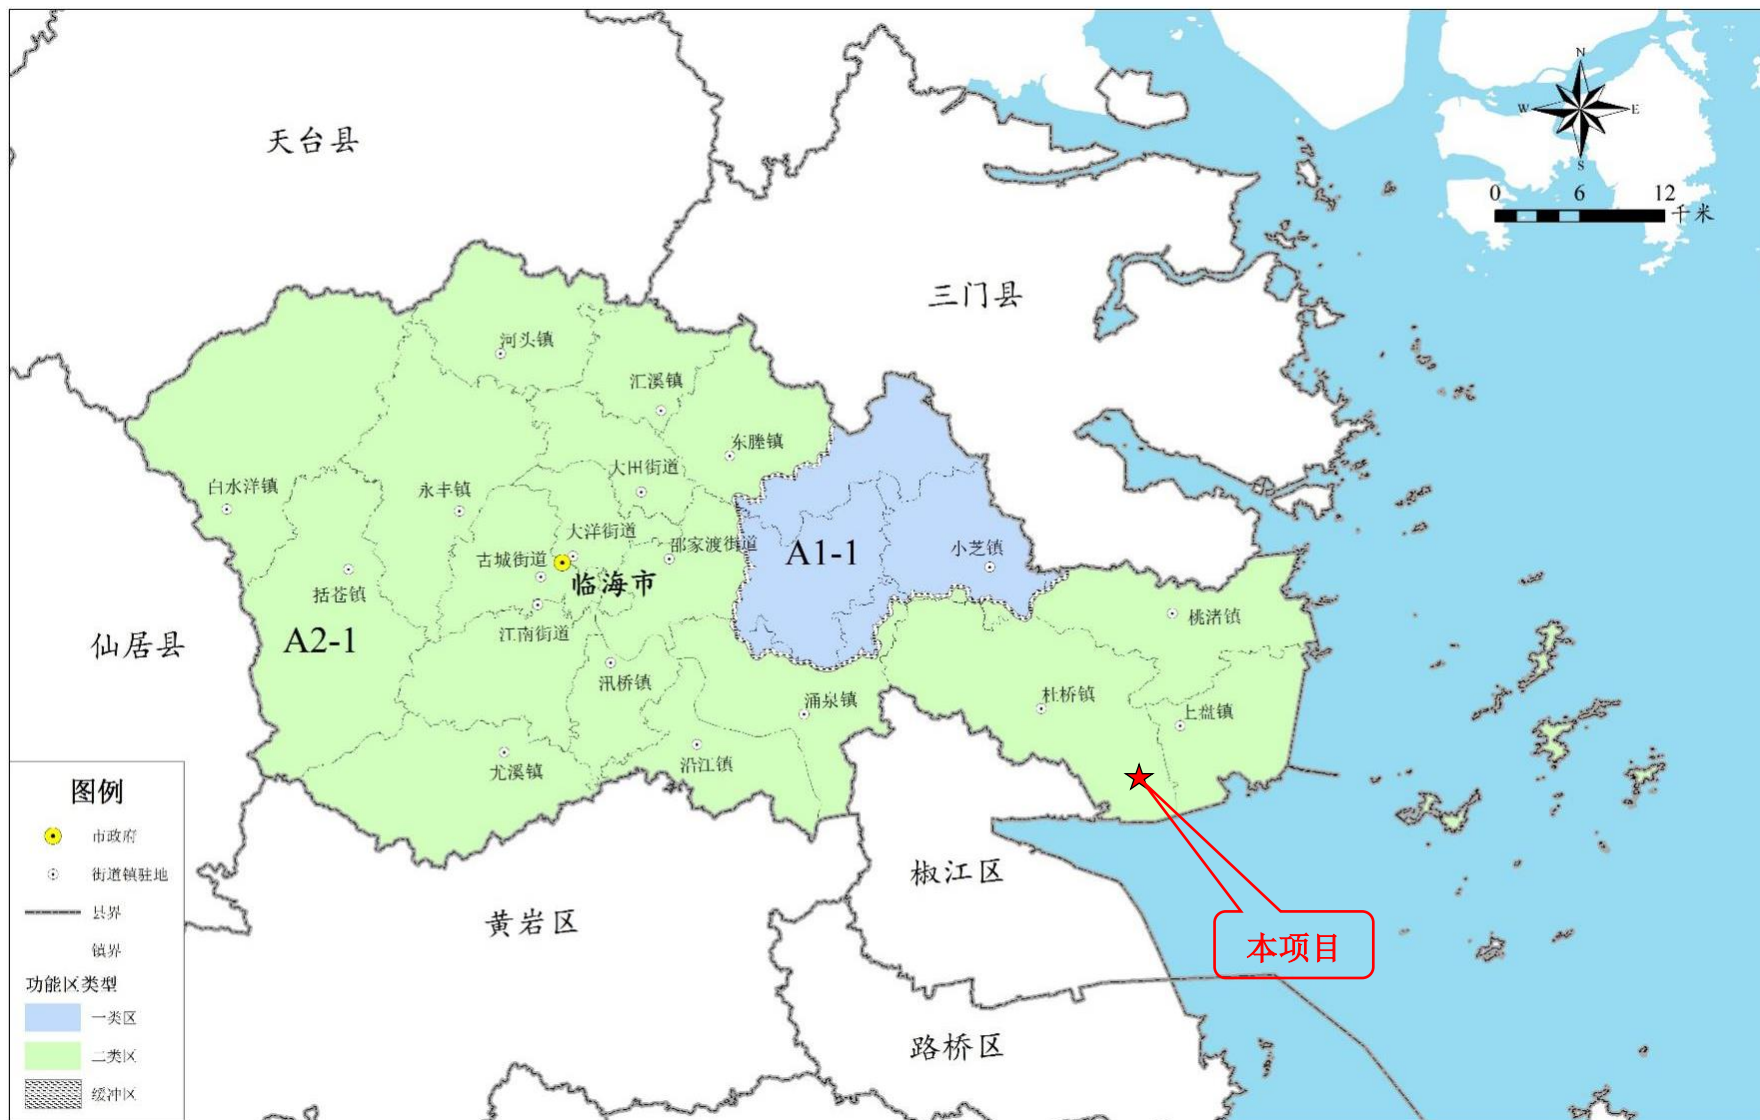 N
W
E
S
0 6 12
千米
天台县
三门县
河头镇
汇溪镇
东塍镇
大田街道
白水洋镇
永丰镇
大洋街道
邵家渡街道
A1-1
小芝镇
古城街道
临海市
括苍镇
桃渚镇
江南街道
仙居县
A2-1
汛桥镇
涌泉镇
杜桥镇
上盘镇
尤溪镇
沿江镇
椒江区
黄岩区
本项目
路桥区
图例
市政府
街道镇驻地
县界
镇界
功能区类型
一类区
二类区
缓冲区